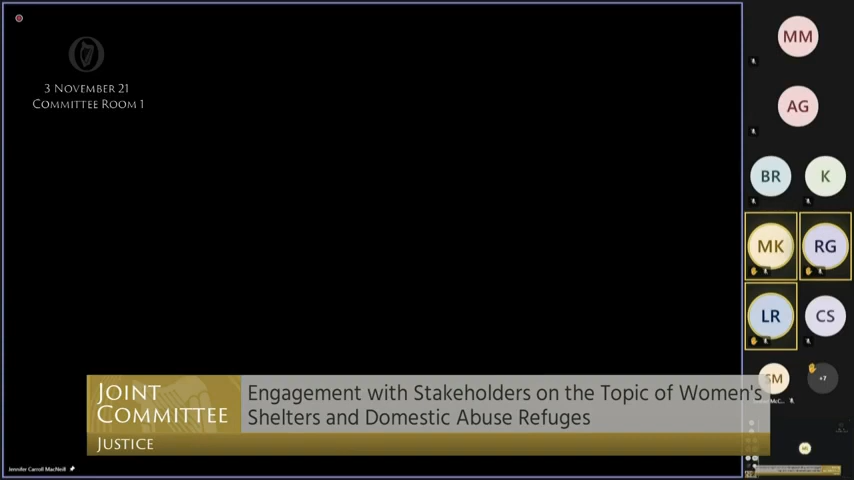 MM
3 November 21
Committee Room 1
AG
BR
K
MK
RG
LR
CS
SM
+7
Joint
Committee
Justice
Engagement with Stakeholders on the Topic of Women's
Shelters and Domestic Abuse Refuges
Jennifer Carroll MacNeill